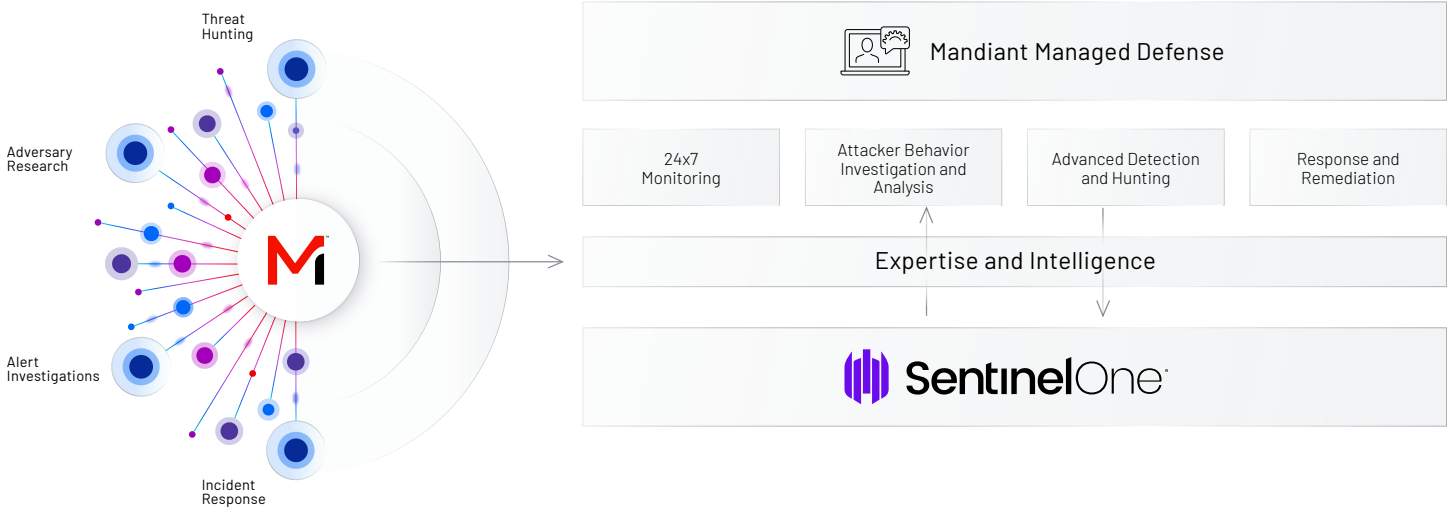 Threat
Hunting
Adversary
Research
Alert
Investigations
Incident
Response
M
™
Mandiant Managed Defense
24x7
Monitoring
Attacker Behavior
Investigation and
Analysis
Advanced Detection
and Hunting
Response and
Remediation
Expertise and Intelligence
SentinelOne